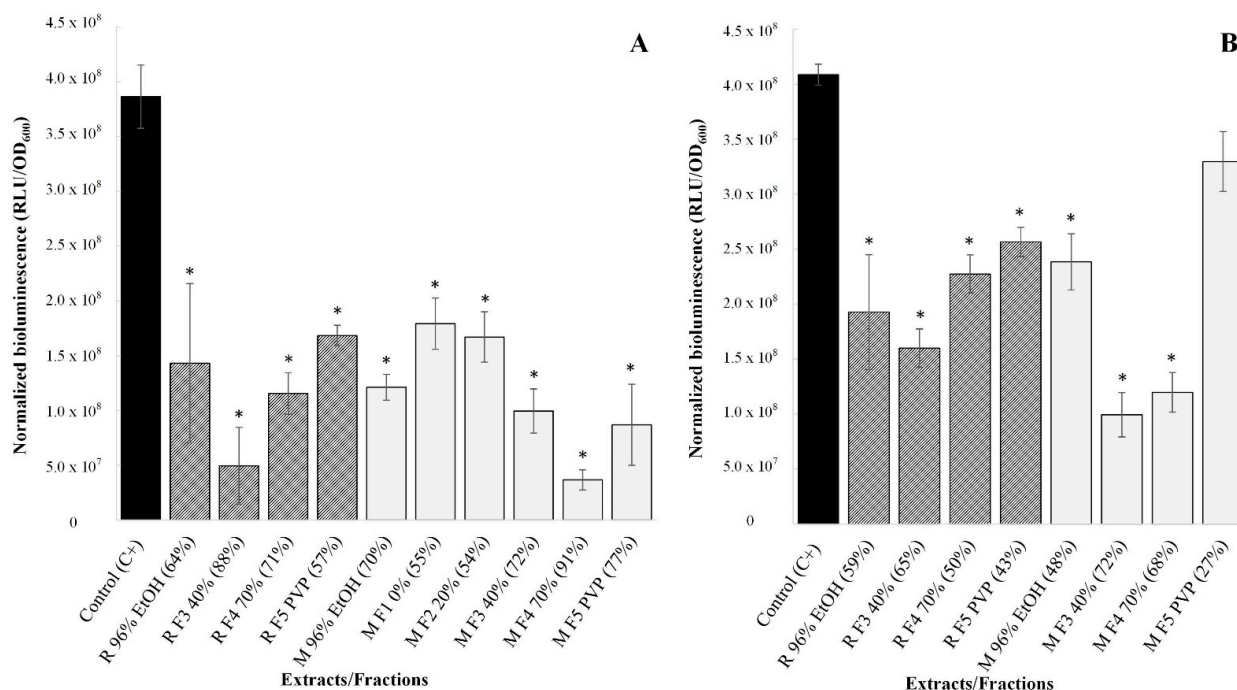 A
Normalized bioluminescence (RLU/OD₆₀₀)
4.5 x 10⁸
4.0 x 10⁸
3.5 x 10⁸
3.0 x 10⁸
2.5 x 10⁸
2.0 x 10⁸
1.5 x 10⁸
1.0 x 10⁸
5.0 x 10⁷
0
* * * * * * * * * *
Control (C+)
R 96% EtOH (64%)
R F3 40% (88%)
R F4 70% (71%)
R F5 PVP (57%)
M 96% EtOH (70%)
M F1 0% (55%)
M F2 20% (54%)
M F3 40% (72%)
M F4 70% (91%)
M F5 PVP (77%)
Extracts/Fractions
B
Normalized bioluminescence (RLU/OD₆₀₀)
4.5 x 10⁸
4.0 x 10⁸
3.5 x 10⁸
3.0 x 10⁸
2.5 x 10⁸
2.0 x 10⁸
1.5 x 10⁸
1.0 x 10⁸
5.0 x 10⁷
0
* * * * * * *
Control (C+)
R 96% EtOH (59%)
R F3 40% (65%)
R F4 70% (50%)
R F5 PVP (43%)
M 96% EtOH (48%)
M F3 40% (72%)
M F4 70% (68%)
M F5 PVP (27%)
Extracts/Fractions